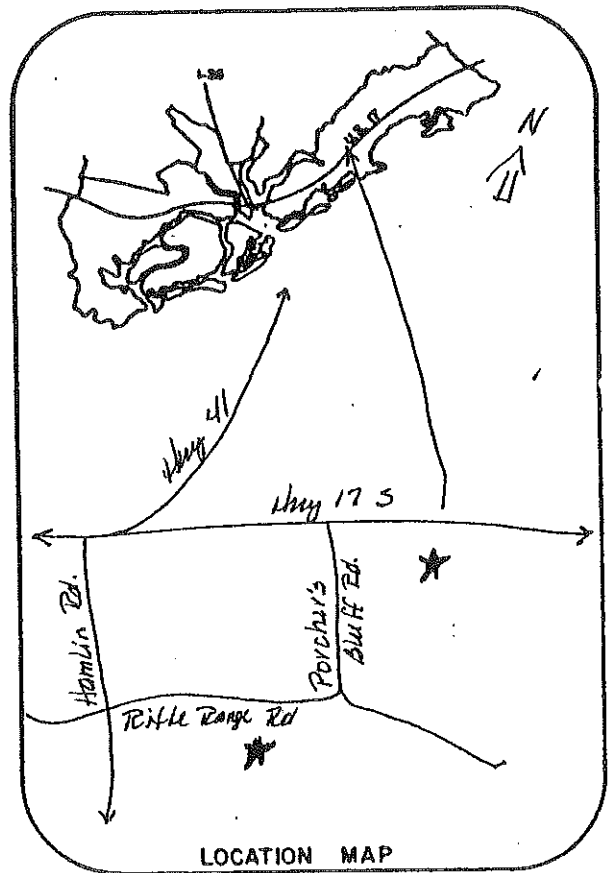 I-26
U.S. 17
N
Hwy 41
Hwy 17 S
Hamlin Rd.
Porcher's
Bluff Rd.
Rifle Range Rd
LOCATION MAP